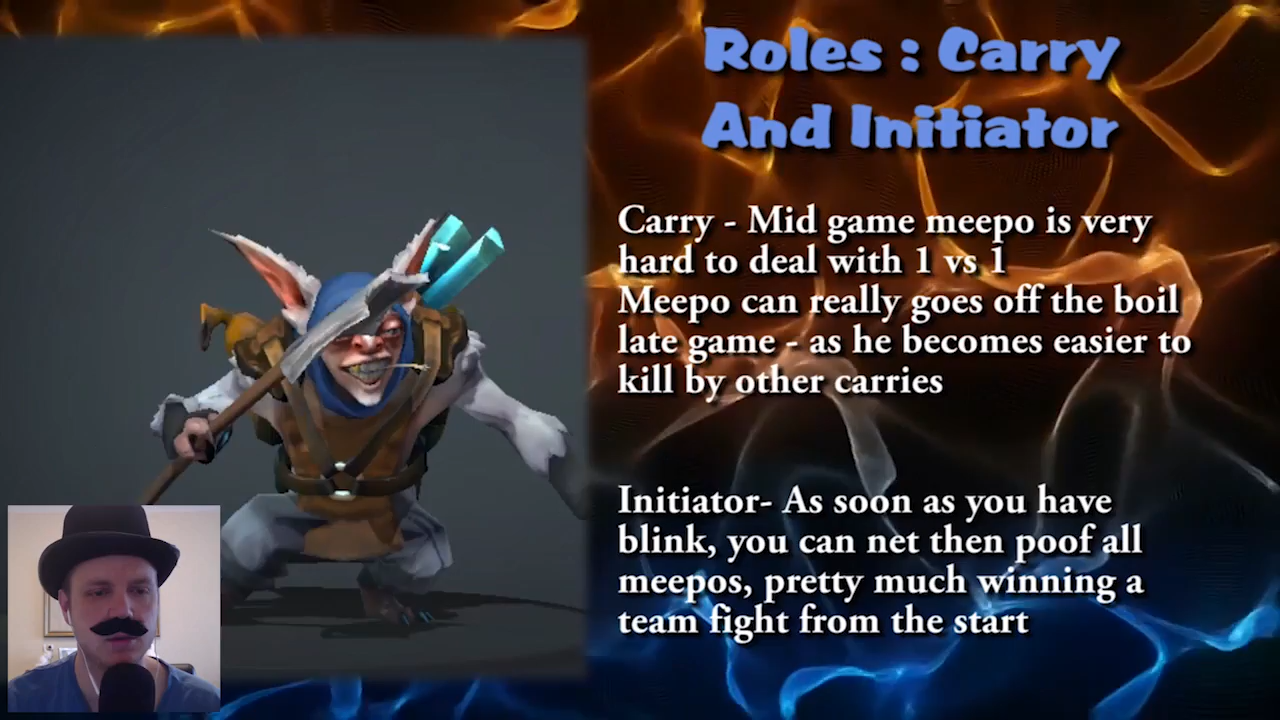 Roles : Carry
And Initiator
Carry - Mid game meepo is very
hard to deal with 1 vs 1
Meepo can really goes off the boil
late game - as he becomes easier to
kill by other carries
Initiator- As soon as you have
blink, you can net then poof all
meepos, pretty much winning a
team fight from the start